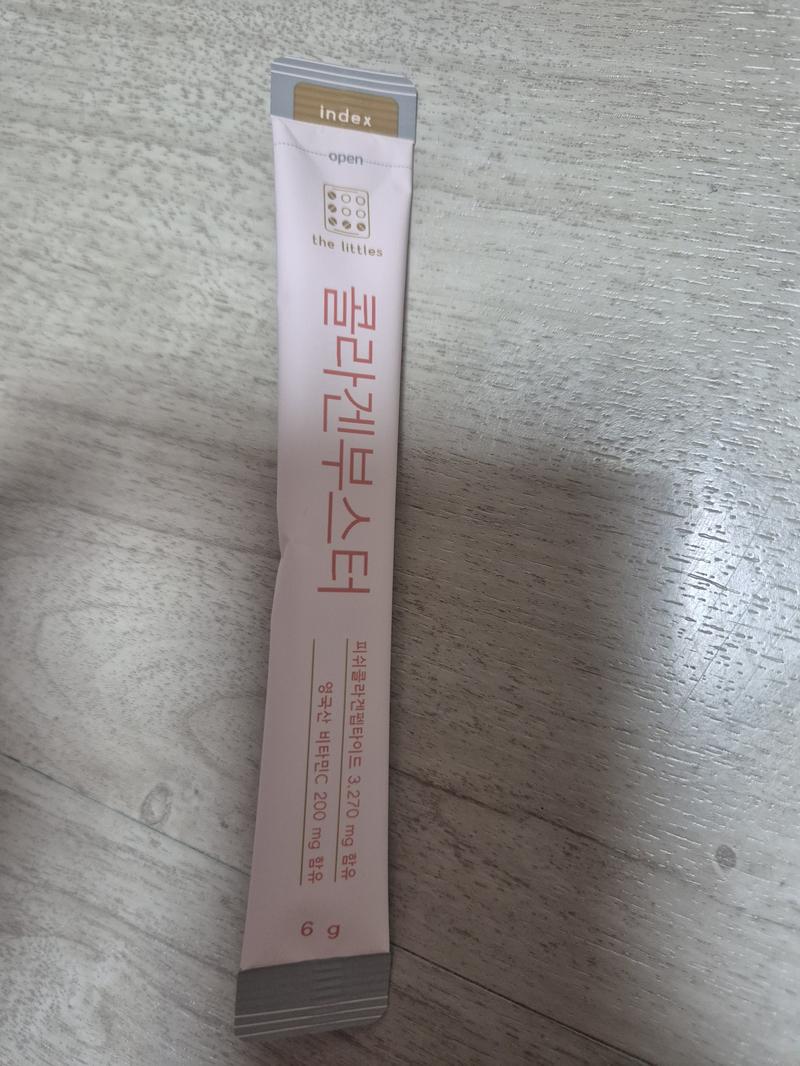 index
open
the littles
콜라겐부스터
피쉬콜라겐펩타이드 3,270 mg 함유
영국산 비타민C 200 mg 함유
6 g